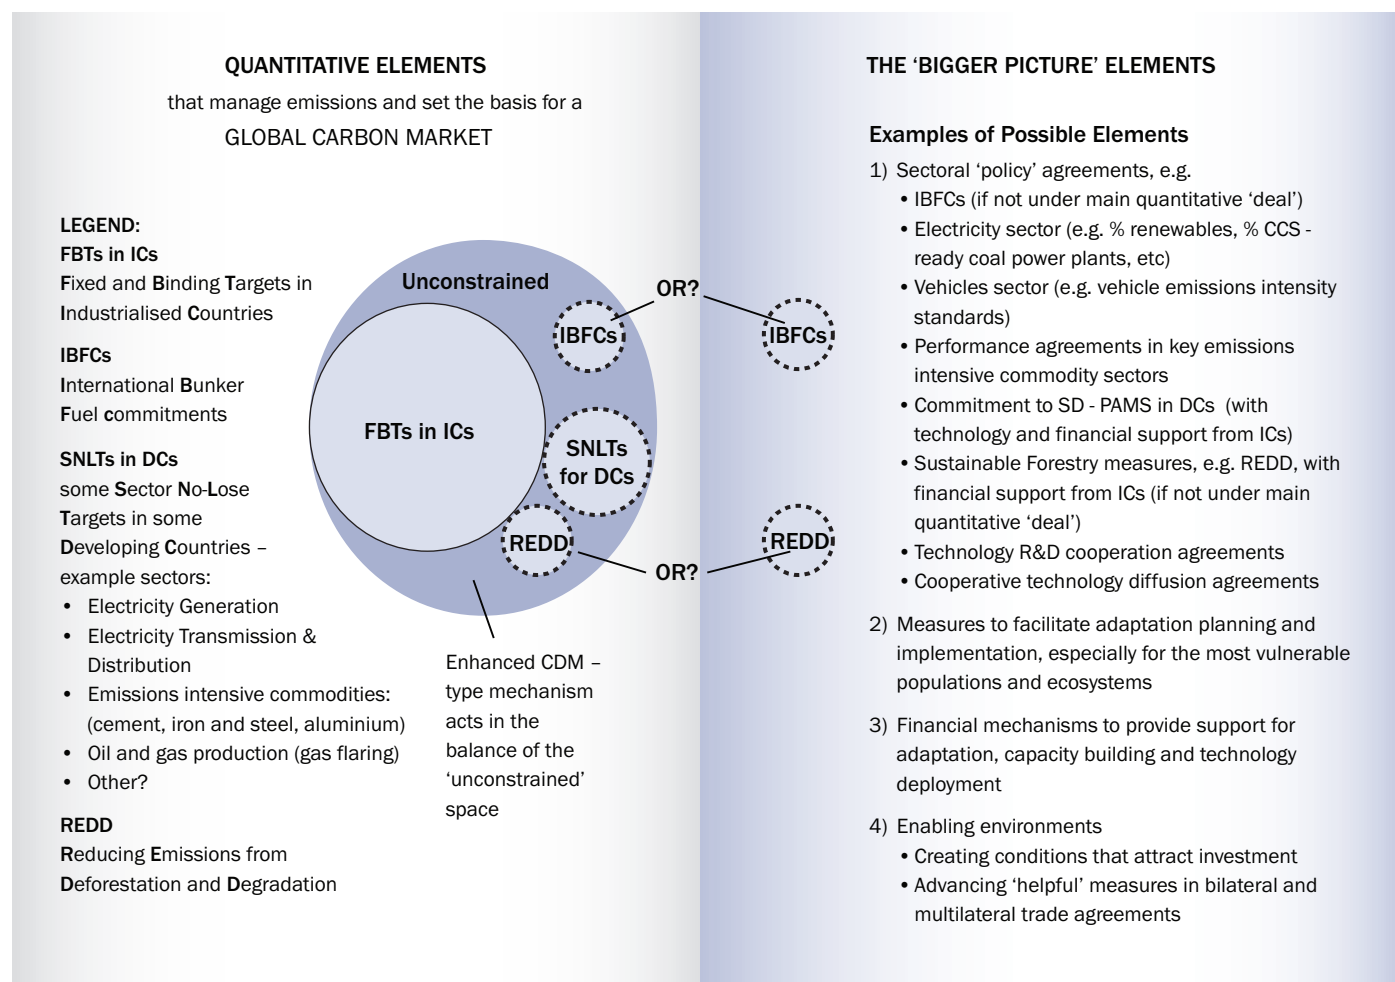 QUANTITATIVE ELEMENTS
that manage emissions and set the basis for a
GLOBAL CARBON MARKET
LEGEND:
FBTs in ICs
Fixed and Binding Targets in
Industrialised Countries
IBFCs
International Bunker
Fuel commitments
SNLTs in DCs
some Sector No-Lose
Targets in some
Developing Countries –
example sectors:
• Electricity Generation
• Electricity Transmission &
Distribution
• Emissions intensive commodities:
(cement, iron and steel, aluminium)
• Oil and gas production (gas flaring)
• Other?
REDD
Reducing Emissions from
Deforestation and Degradation
Unconstrained
FBTs in ICs
IBFCs
SNLTs
for DCs
REDD
OR?
OR?
IBFCs
REDD
Enhanced CDM –
type mechanism
acts in the
balance of the
‘unconstrained’
space
THE ‘BIGGER PICTURE’ ELEMENTS
Examples of Possible Elements
1) Sectoral ‘policy’ agreements, e.g.
• IBFCs (if not under main quantitative ‘deal’)
• Electricity sector (e.g. % renewables, % CCS -
ready coal power plants, etc)
• Vehicles sector (e.g. vehicle emissions intensity
standards)
• Performance agreements in key emissions
intensive commodity sectors
• Commitment to SD - PAMS in DCs (with
technology and financial support from ICs)
• Sustainable Forestry measures, e.g. REDD, with
financial support from ICs (if not under main
quantitative ‘deal’)
• Technology R&D cooperation agreements
• Cooperative technology diffusion agreements
2) Measures to facilitate adaptation planning and
implementation, especially for the most vulnerable
populations and ecosystems
3) Financial mechanisms to provide support for
adaptation, capacity building and technology
deployment
4) Enabling environments
• Creating conditions that attract investment
• Advancing ‘helpful’ measures in bilateral and
multilateral trade agreements